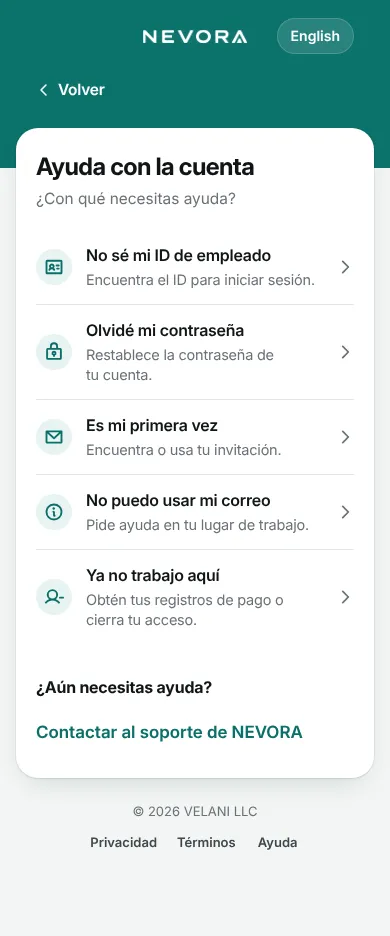 NEVORA
English
Volver
Ayuda con la cuenta
¿Con qué necesitas ayuda?
No sé mi ID de empleado
Encuentra el ID para iniciar sesión.
Olvidé mi contraseña
Restablece la contraseña de
tu cuenta.
Es mi primera vez
Encuentra o usa tu invitación.
No puedo usar mi correo
Pide ayuda en tu lugar de trabajo.
Ya no trabajo aquí
Obtén tus registros de pago o
cierra tu acceso.
¿Aún necesitas ayuda?
Contactar al soporte de NEVORA
© 2026 VELANI LLC
Privacidad Términos Ayuda